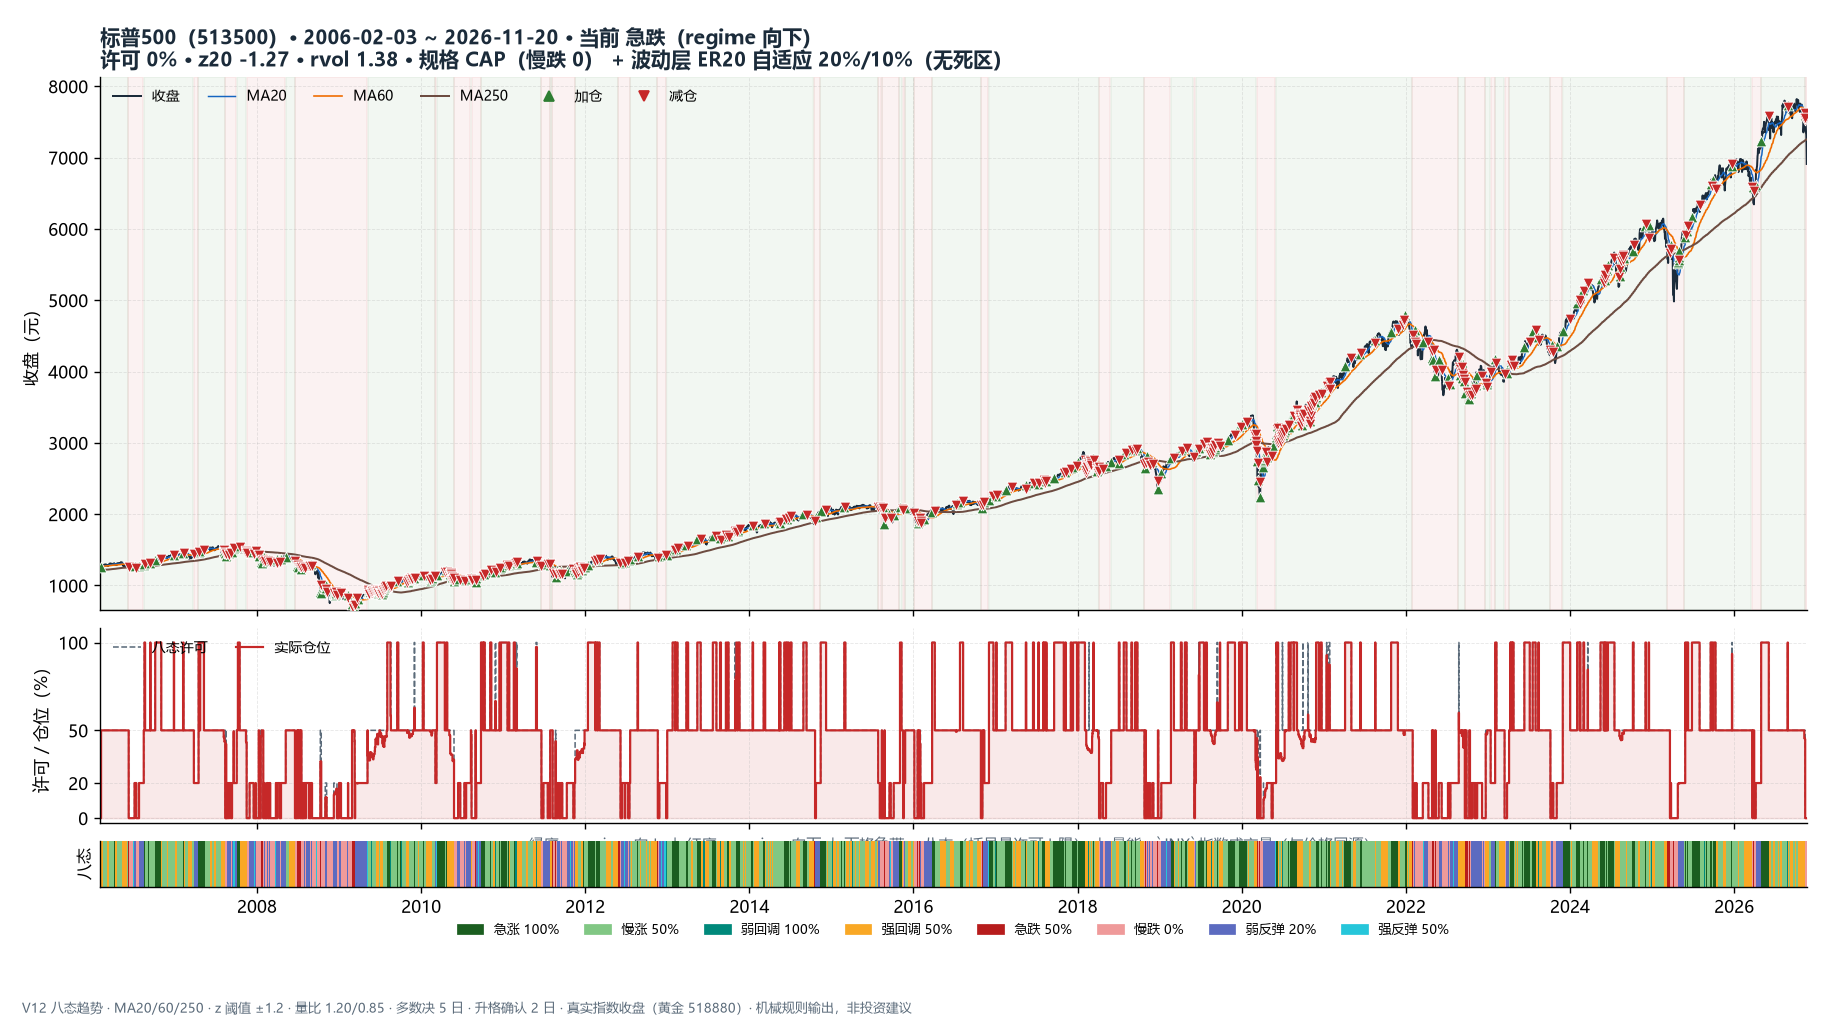 标普500（513500）• 2006-02-03 ~ 2026-11-20 • 当前 急跌（regime 向下）
许可 0% • z20 -1.27 • rvol 1.38 • 规格 CAP（慢跌 0） + 波动层 ER20 自适应 20%/10%（无死区）
收盘 MA20 MA60 MA250 加仓 减仓
收盘（元）
8000
7000
6000
5000
4000
3000
2000
1000
八态许可 实际仓位
许可 / 仓位（%）
100
50
20
0
八态
2008 2010 2012 2014 2016 2018 2020 2022 2024 2026
急涨 100% 慢涨 50% 弱回调 100% 强回调 50% 急跌 50% 慢跌 0% 弱反弹 20% 强反弹 50%
V12 八态趋势 · MA20/60/250 · z 阈值 ±1.2 · 量比 1.20/0.85 · 多数决 5 日 · 升格确认 2 日 · 真实指数收盘（黄金 518880）· 机械规则输出，非投资建议